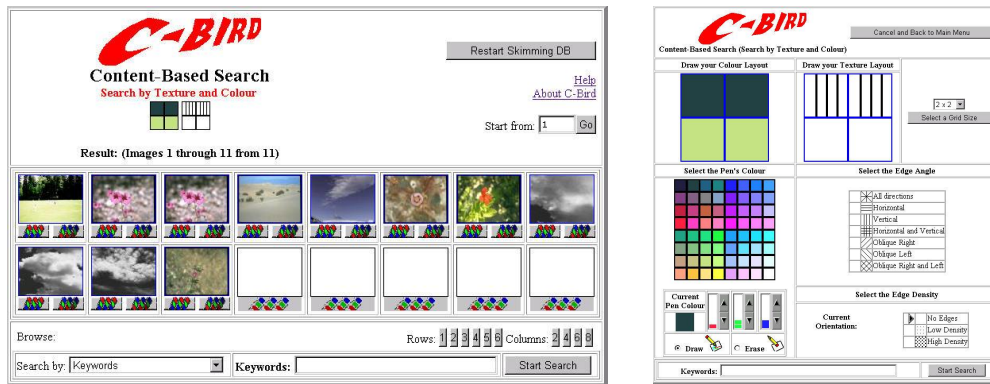 C-BIRD
Restart Skimming DB
Content-Based Search
Search by Texture and Colour
Help
About C-Bird
Start from: 1 Go
Result: (Images 1 through 11 from 11)
Browse:
Rows: 1 2 3 4 5 6 Columns: 2 4 6 8
Search by: Keywords
Keywords:
Start Search
C-BIRD
Cancel and Back to Main Menu
Content-Based Search (Search by Texture and Colour)
Draw your Colour Layout
Draw your Texture Layout
2 x 2
Select a Grid Size
Select the Pen's Colour
Select the Edge Angle
All directions
Horizontal
Vertical
Horizontal and Vertical
Oblique Right
Oblique Left
Oblique Right and Left
Current
Pen Colour
Draw
Erase
Select the Edge Density
Current
Orientation:
No Edges
Low Density
High Density
Keywords:
Start Search